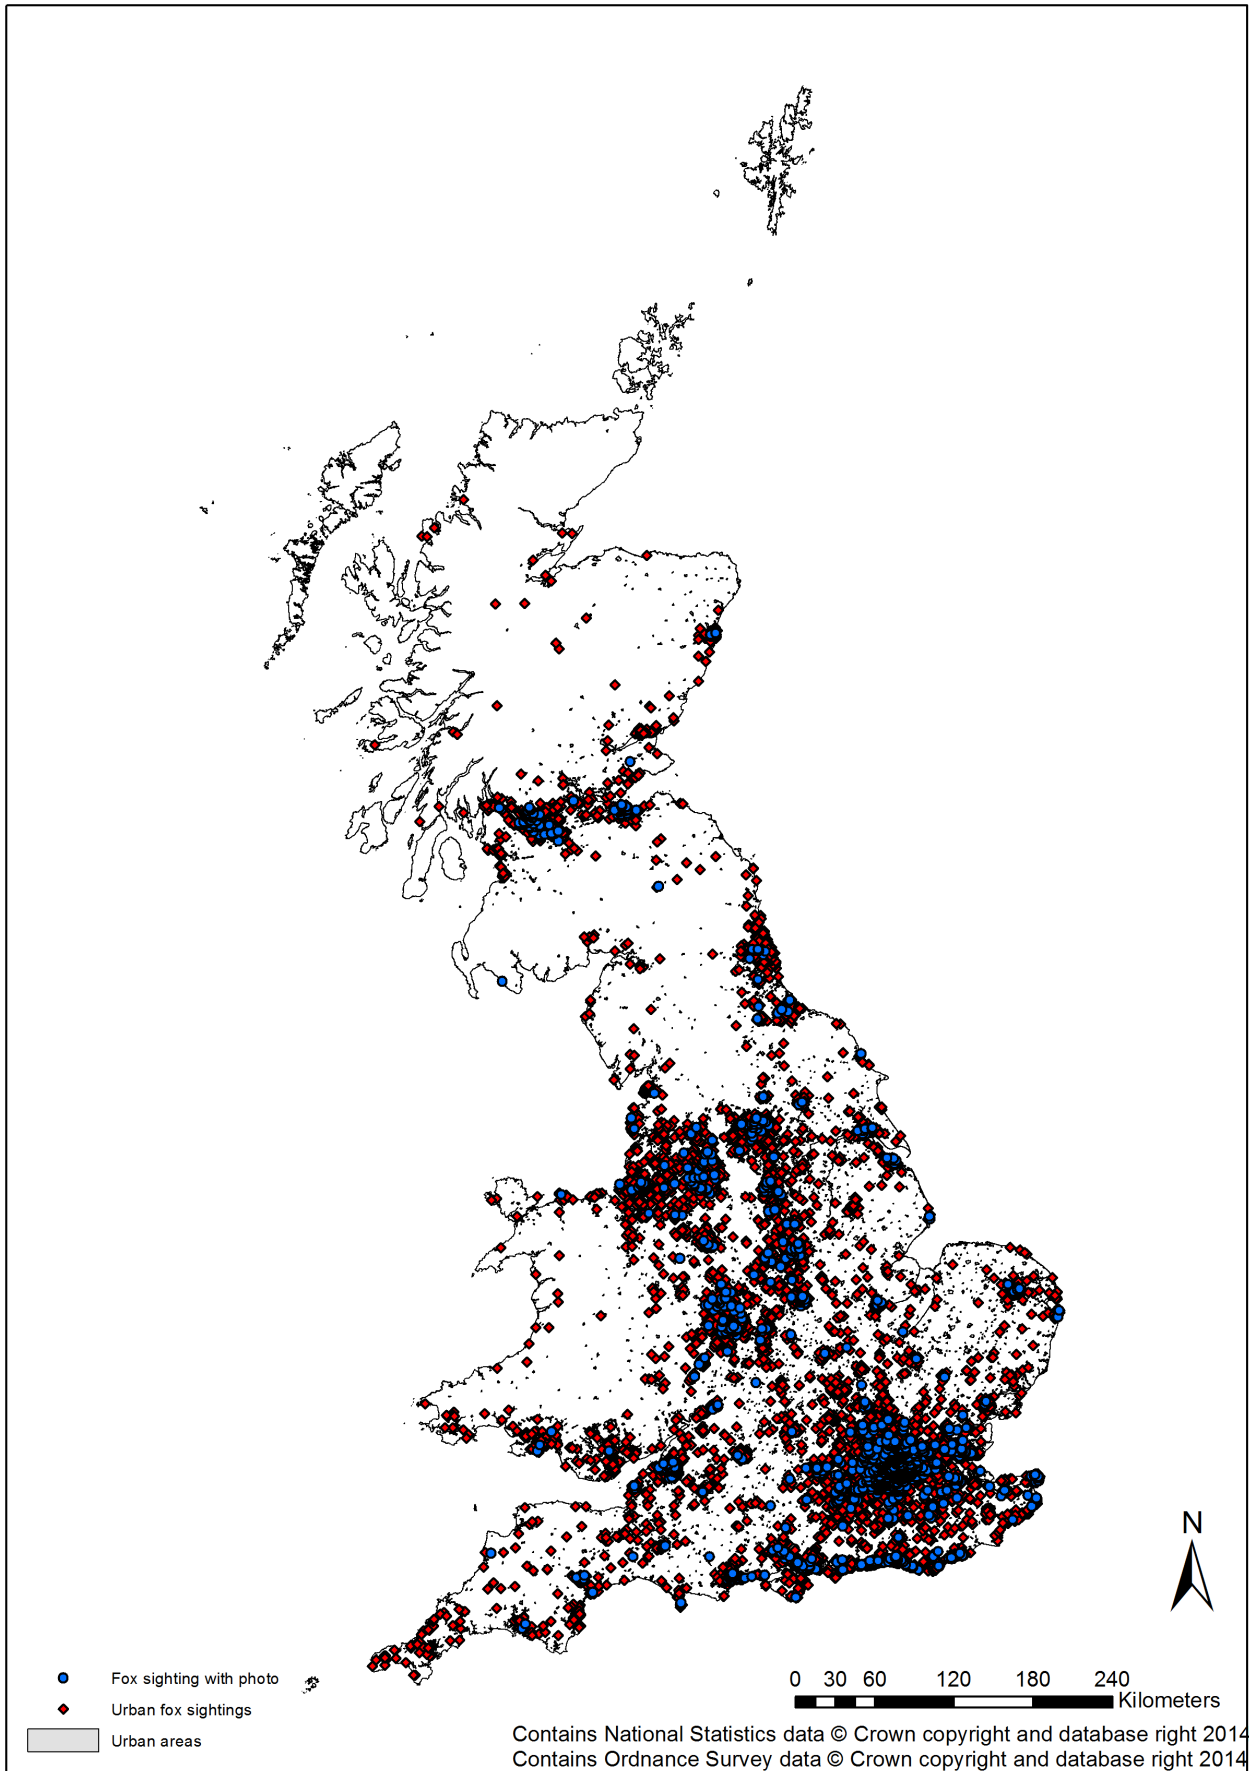 N
Fox sighting with photo
Urban fox sightings
Urban areas
0 30 60 120 180 240
Kilometers
Contains National Statistics data © Crown copyright and database right 2014
Contains Ordnance Survey data © Crown copyright and database right 2014